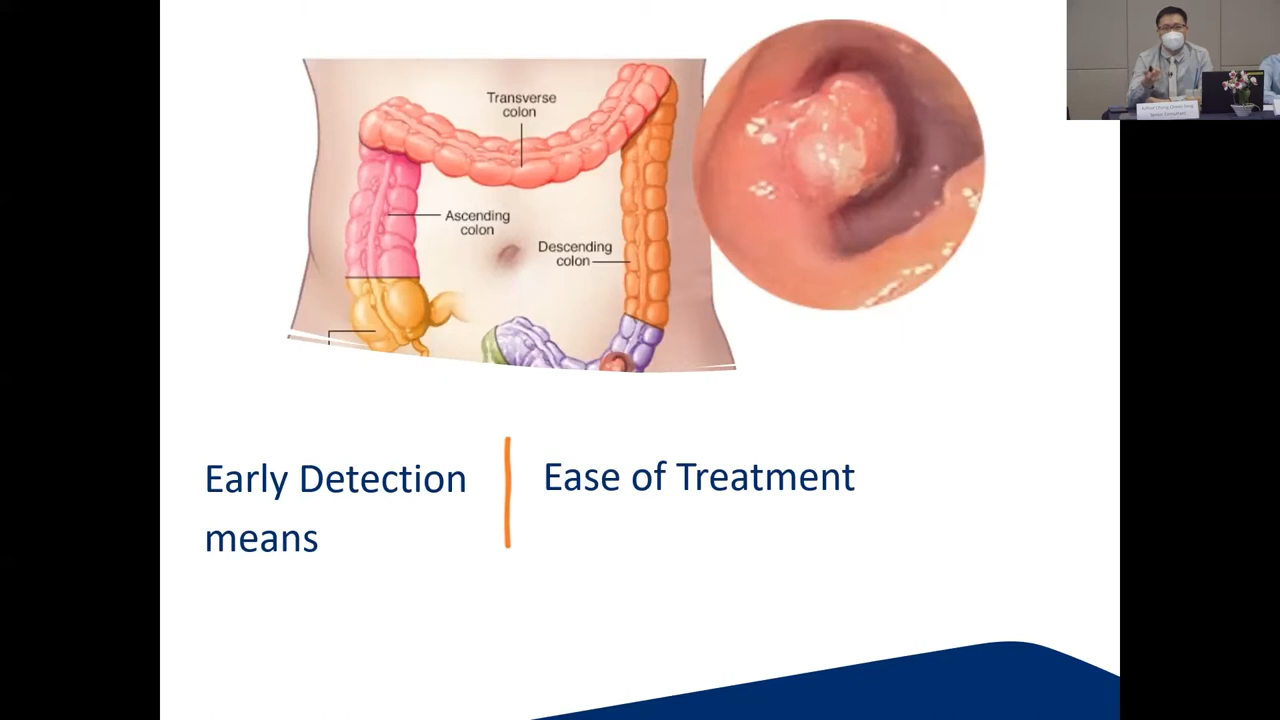 Transverse
colon
Ascending
colon
Descending
colon
Early Detection
means
Ease of Treatment